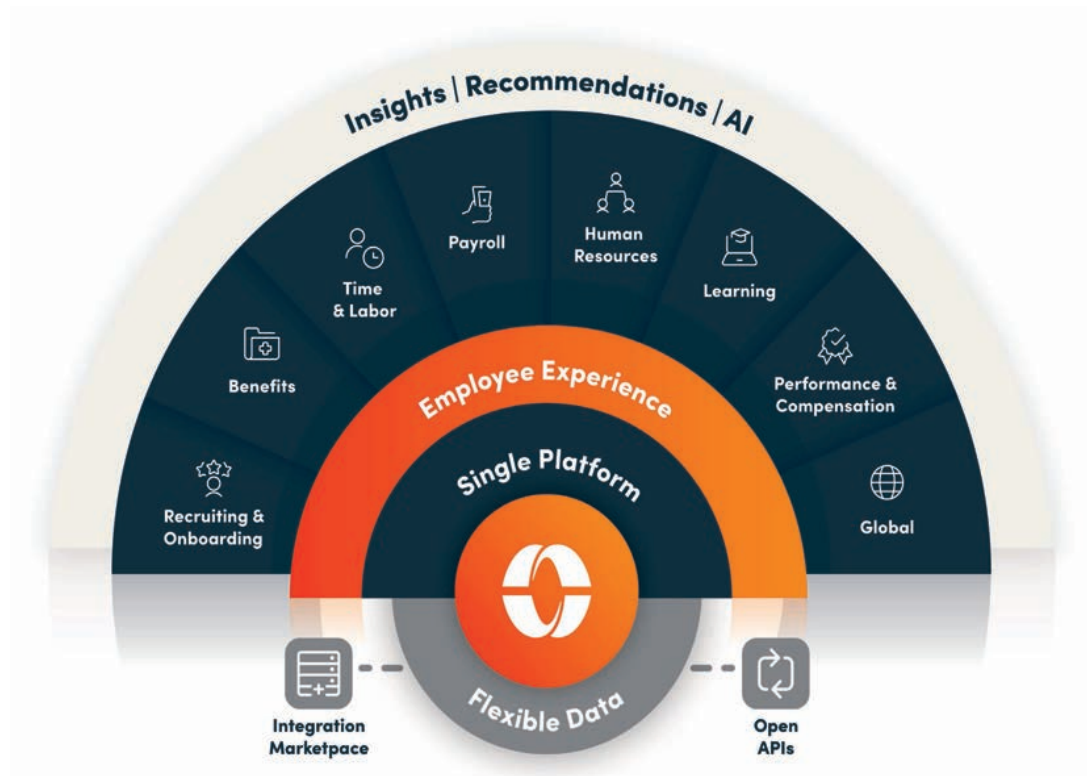 Insights | Recommendations | AI
Payroll
Human
Resources
Time
& Labor
Learning
Benefits
Performance &
Compensation
Recruiting &
Onboarding
Global
Employee Experience
Single Platform
Flexible Data
Integration
Marketpace
Open
APIs